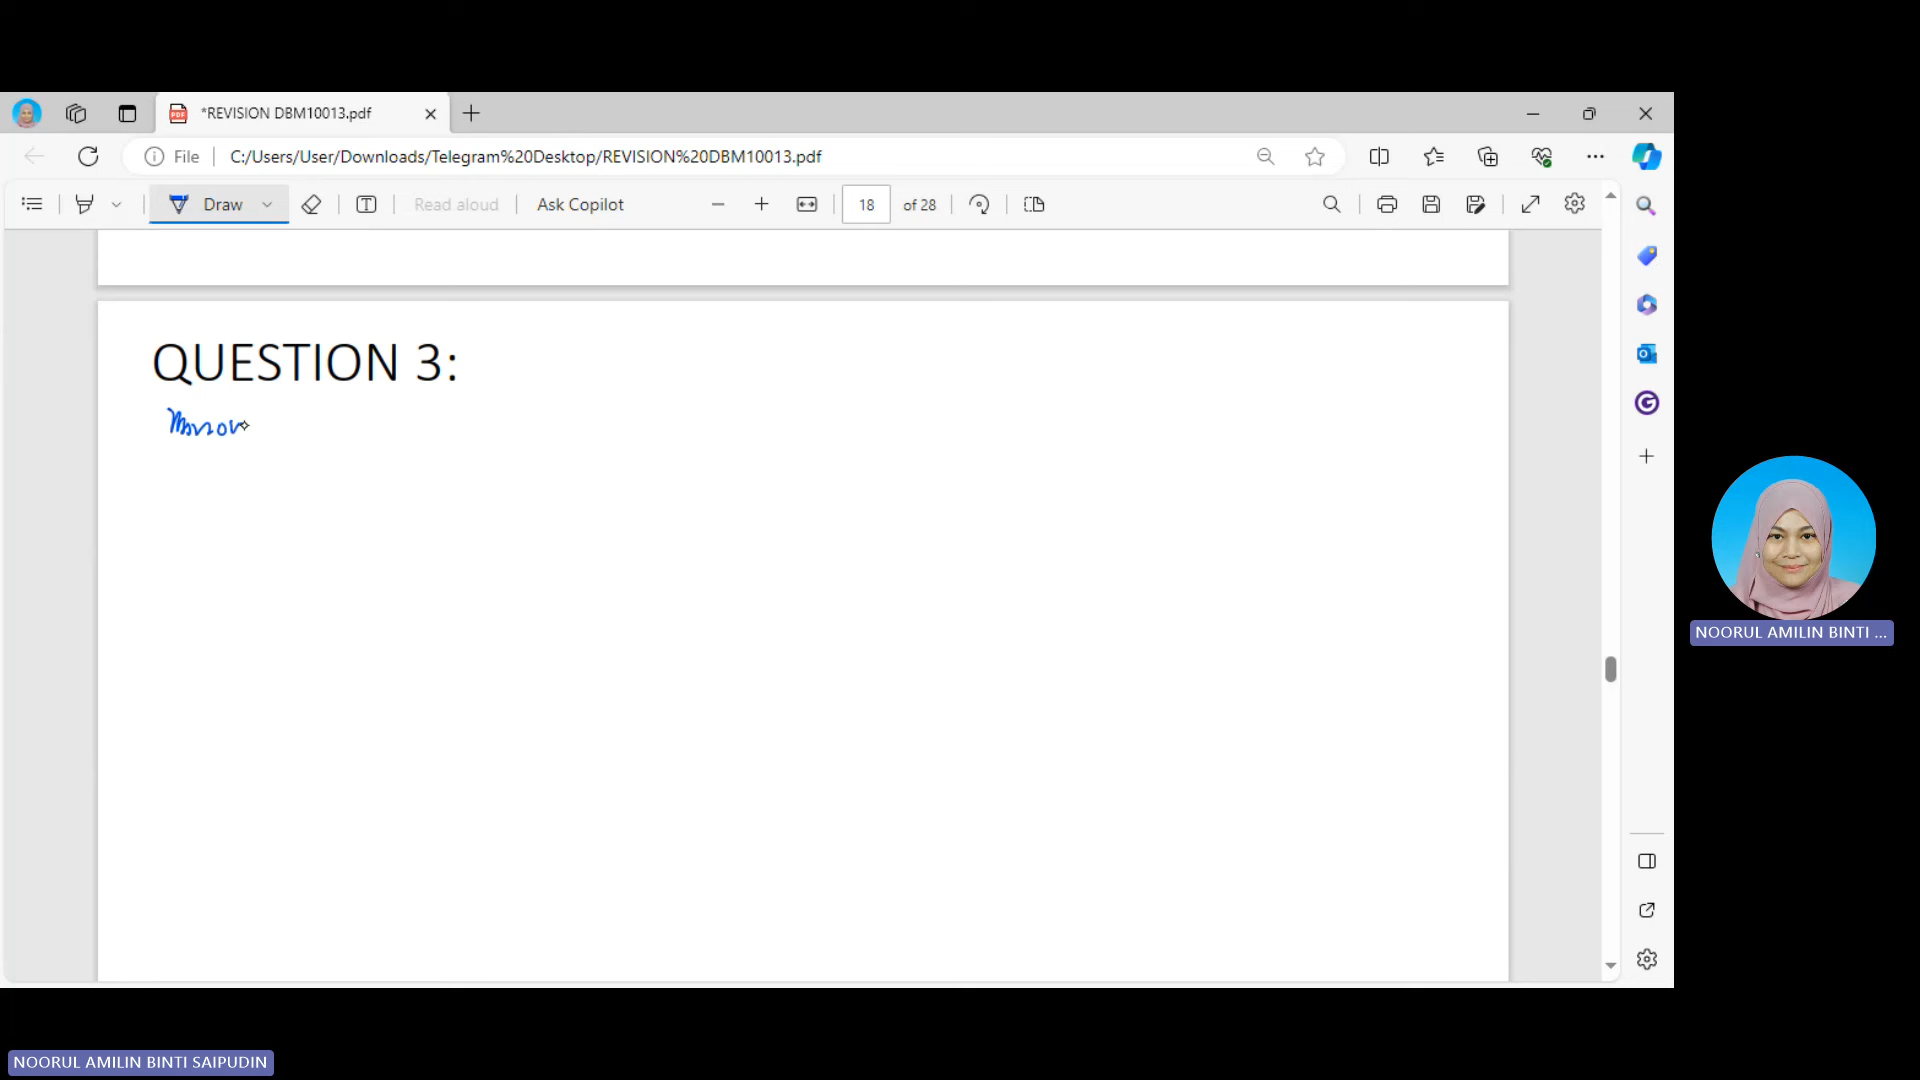 *REVISION DBM10013.pdf
File
C:/Users/User/Downloads/Telegram%20Desktop/REVISION%20DBM10013.pdf
Draw
Read aloud
Ask Copilot
18
of 28
QUESTION 3:
NOORUL AMILIN BINTI ...
NOORUL AMILIN BINTI SAIPUDIN